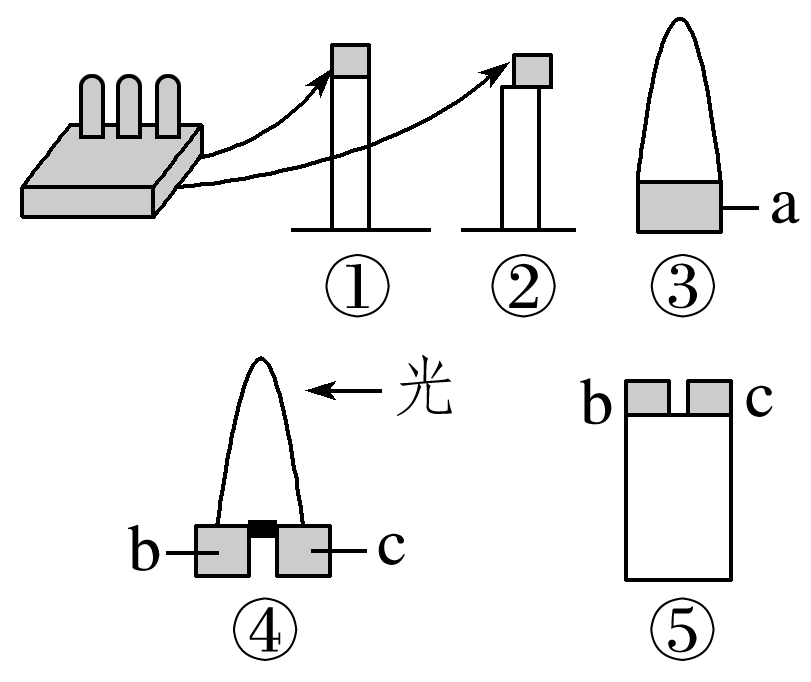 a
① ② ③
光
b c
b c
④ ⑤